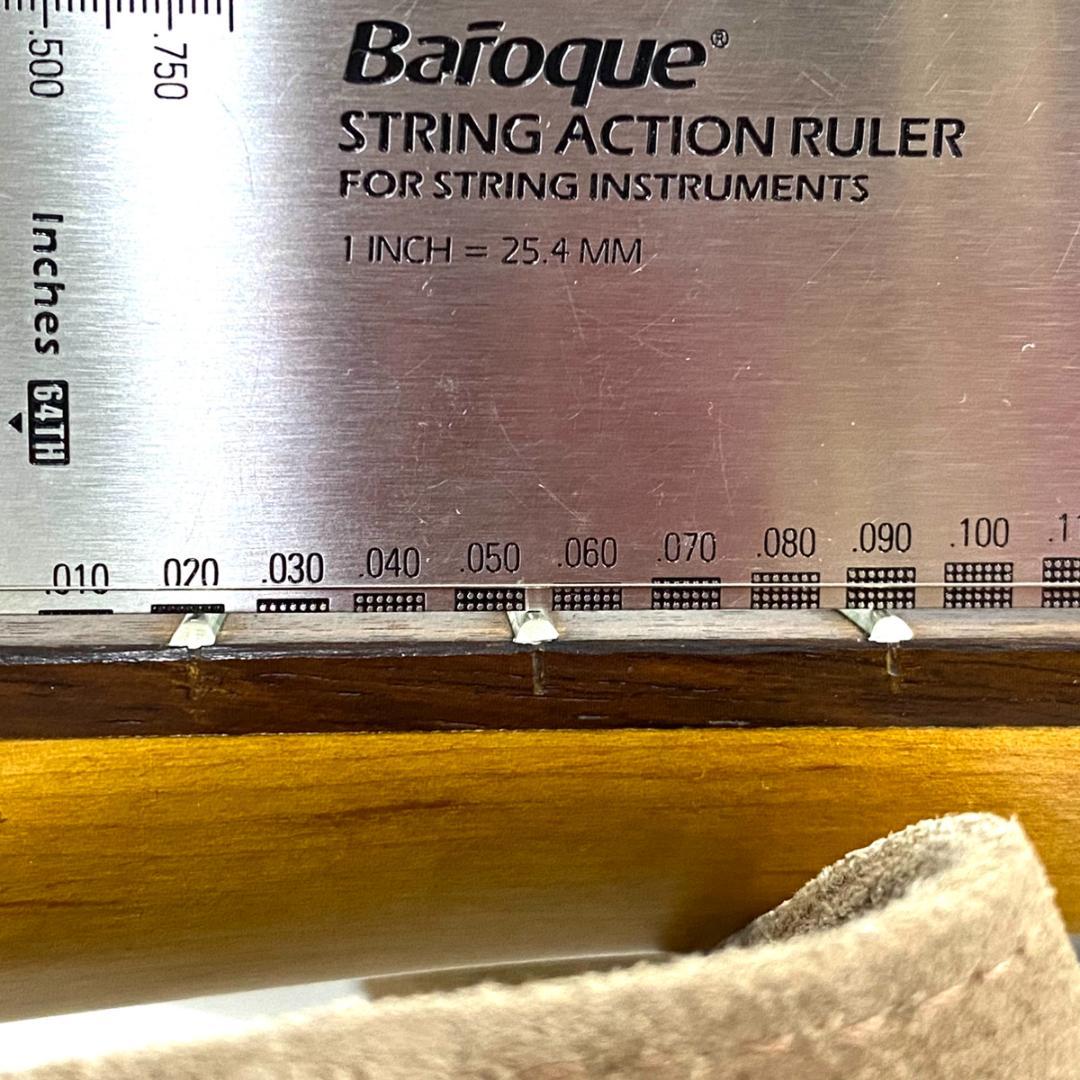 .500
.750
Baroque®
STRING ACTION RULER
FOR STRING INSTRUMENTS
1 INCH = 25.4 MM
Inches 64TH
.010 .020 .030 .040 .050 .060 .070 .080 .090 .100